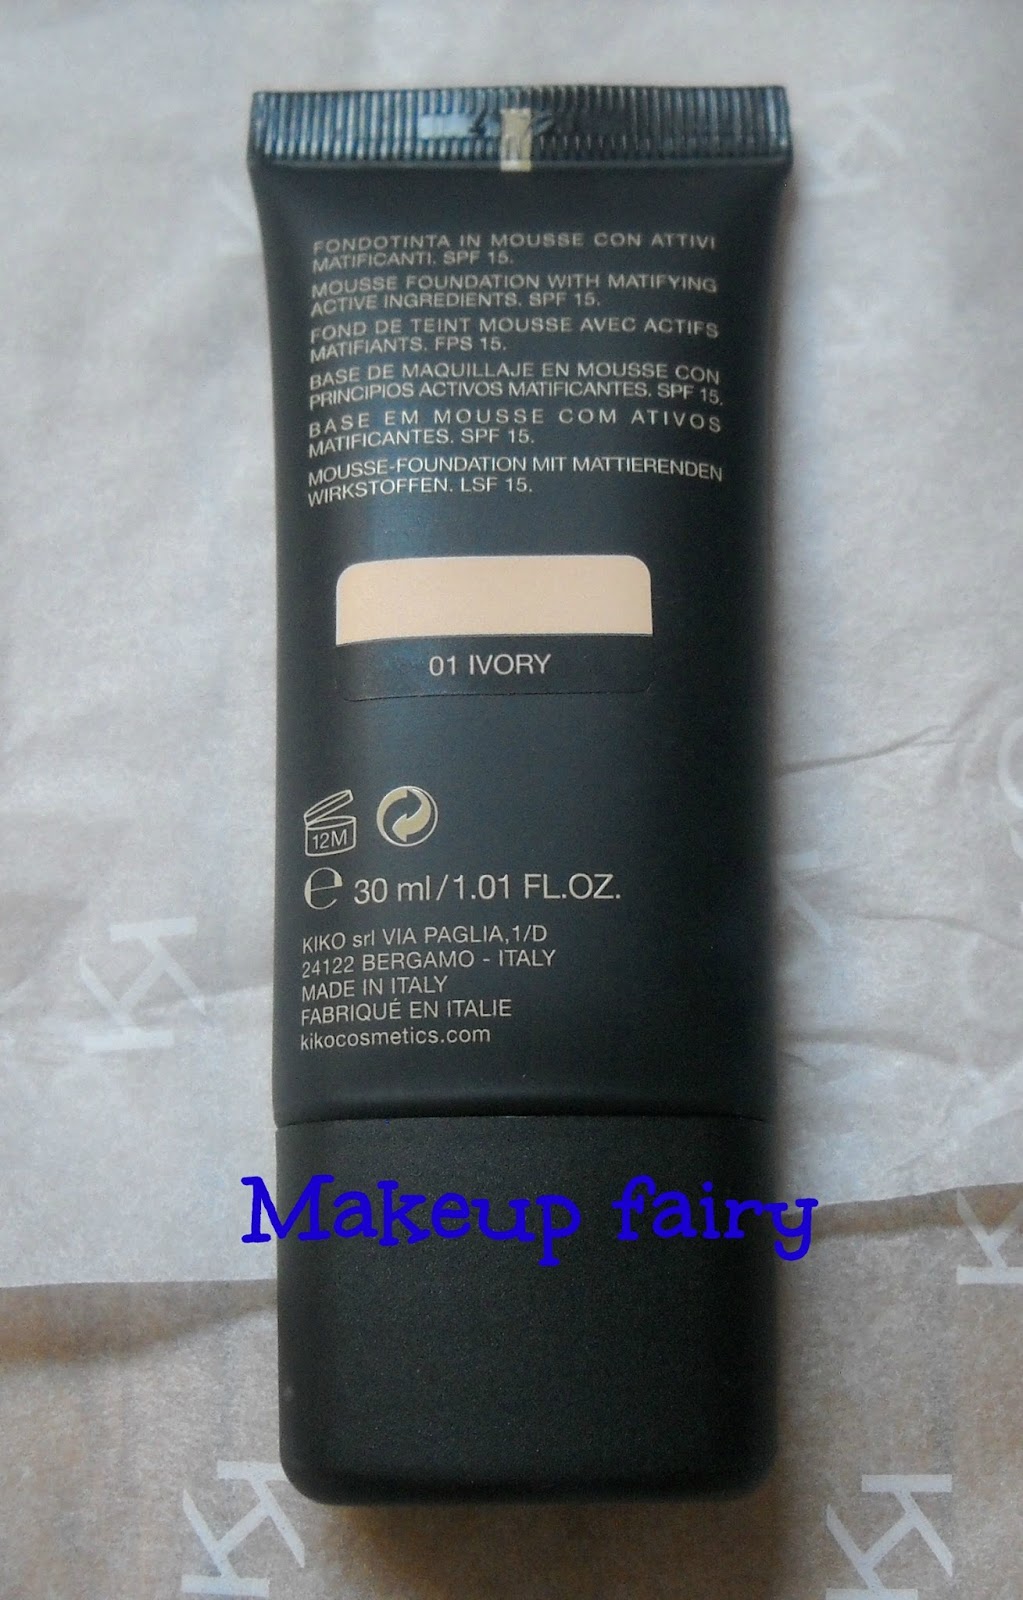 FONDOTINTA IN MOUSSE CON ATTIVI
MATIFICANTI. SPF 15.
MOUSSE FOUNDATION WITH MATIFYING
ACTIVE INGREDIENTS. SPF 15.
FOND DE TEINT MOUSSE AVEC ACTIFS
MATIFIANTS. FPS 15.
BASE DE MAQUILLAJE EN MOUSSE CON
PRINCIPIOS ACTIVOS MATIFICANTES. SPF 15.
BASE EM MOUSSE COM ATIVOS
MATIFICANTES. SPF 15.
MOUSSE-FOUNDATION MIT MATTIERENDEN
WIRKSTOFFEN. LSF 15.
01 IVORY
12M
e 30 ml/1.01 FL.OZ.
KIKO srl VIA PAGLIA,1/D
24122 BERGAMO - ITALY
MADE IN ITALY
FABRIQUÉ EN ITALIE
kikocosmetics.com
Makeup fairy